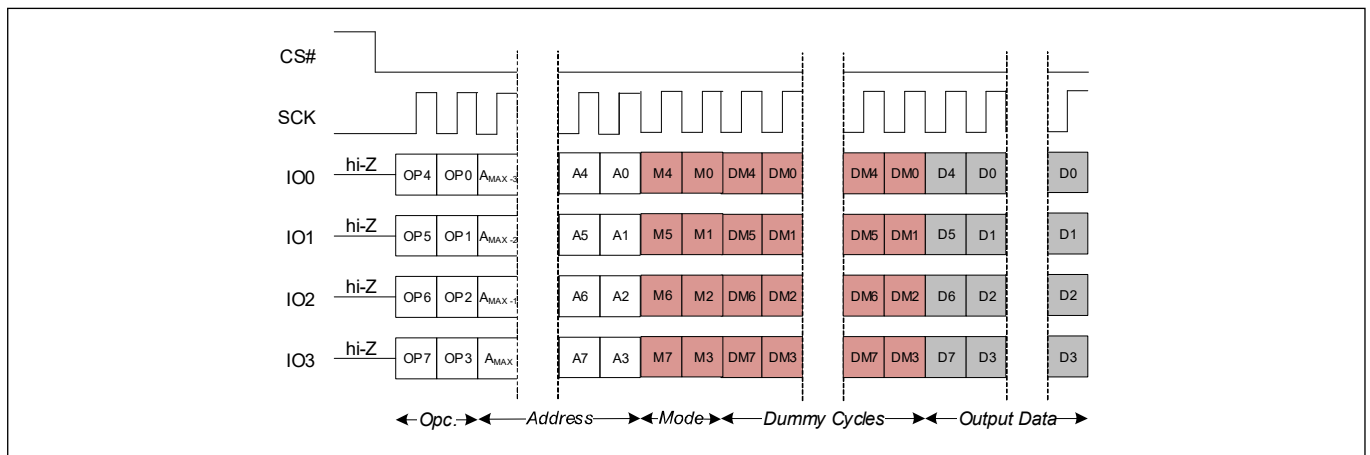 CS#
SCK
IO0 hi-Z OP4 OP0 AMAX -3 A4 A0 M4 M0 DM4 DM0 DM4 DM0 D4 D0 D0
IO1 hi-Z OP5 OP1 AMAX -2 A5 A1 M5 M1 DM5 DM1 DM5 DM1 D5 D1 D1
IO2 hi-Z OP6 OP2 AMAX -1 A6 A2 M6 M2 DM6 DM2 DM6 DM2 D6 D2 D2
IO3 hi-Z OP7 OP3 AMAX A7 A3 M7 M3 DM7 DM3 DM7 DM3 D7 D3 D3
Opc. Address Mode Dummy Cycles Output Data